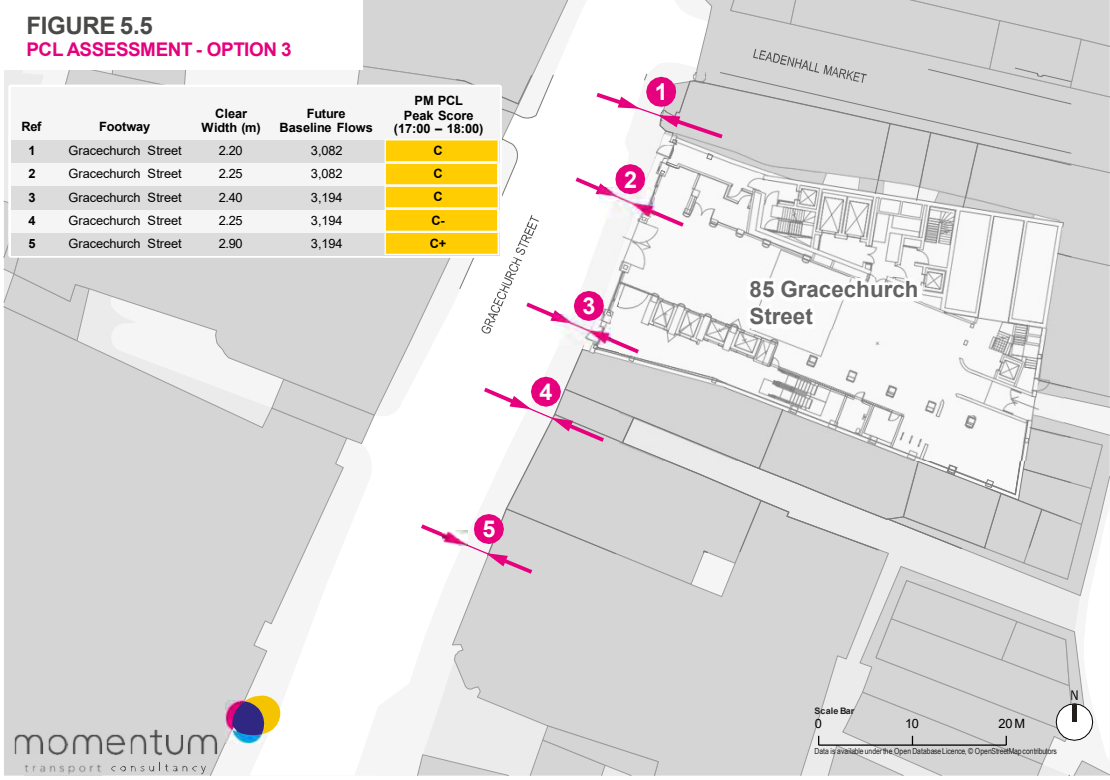 FIGURE 5.5
PCL ASSESSMENT - OPTION 3
Ref Footway Clear Width (m) Future Baseline Flows PM PCL Peak Score (17:00 – 18:00)
1 Gracechurch Street 2.20 3,082 C
2 Gracechurch Street 2.25 3,082 C
3 Gracechurch Street 2.40 3,194 C
4 Gracechurch Street 2.25 3,194 C-
5 Gracechurch Street 2.90 3,194 C+
LEADENHALL MARKET
1
2
GRACECHURCH STREET
85 Gracechurch
Street
3
4
5
momentum
transport consultancy
Scale Bar
0 10 20 M
N
Data is available under the Open Database Licence, © OpenStreetMap contributors